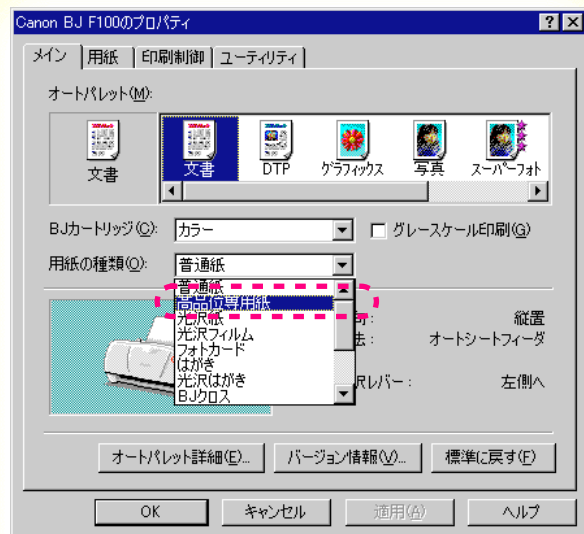 Canon BJ F100のプロパティ
メイン 用紙 印刷制御 ユーティリティ
オートパレット(M):
文書
文書 DTP グラフィックス 写真 スーパーフォト
BJカートリッジ(C): カラー グレースケール印刷(G)
用紙の種類(O): 普通紙
普通紙
高品位専用紙
光沢紙
光沢フィルム
フォトカード
はがき
光沢はがき
BJクロス
縦置
オートシートフィーダ
レバー: 左側へ
オートパレット詳細(E)... バージョン情報(V)... 標準に戻す(F)
OK キャンセル 適用(A) ヘルプ